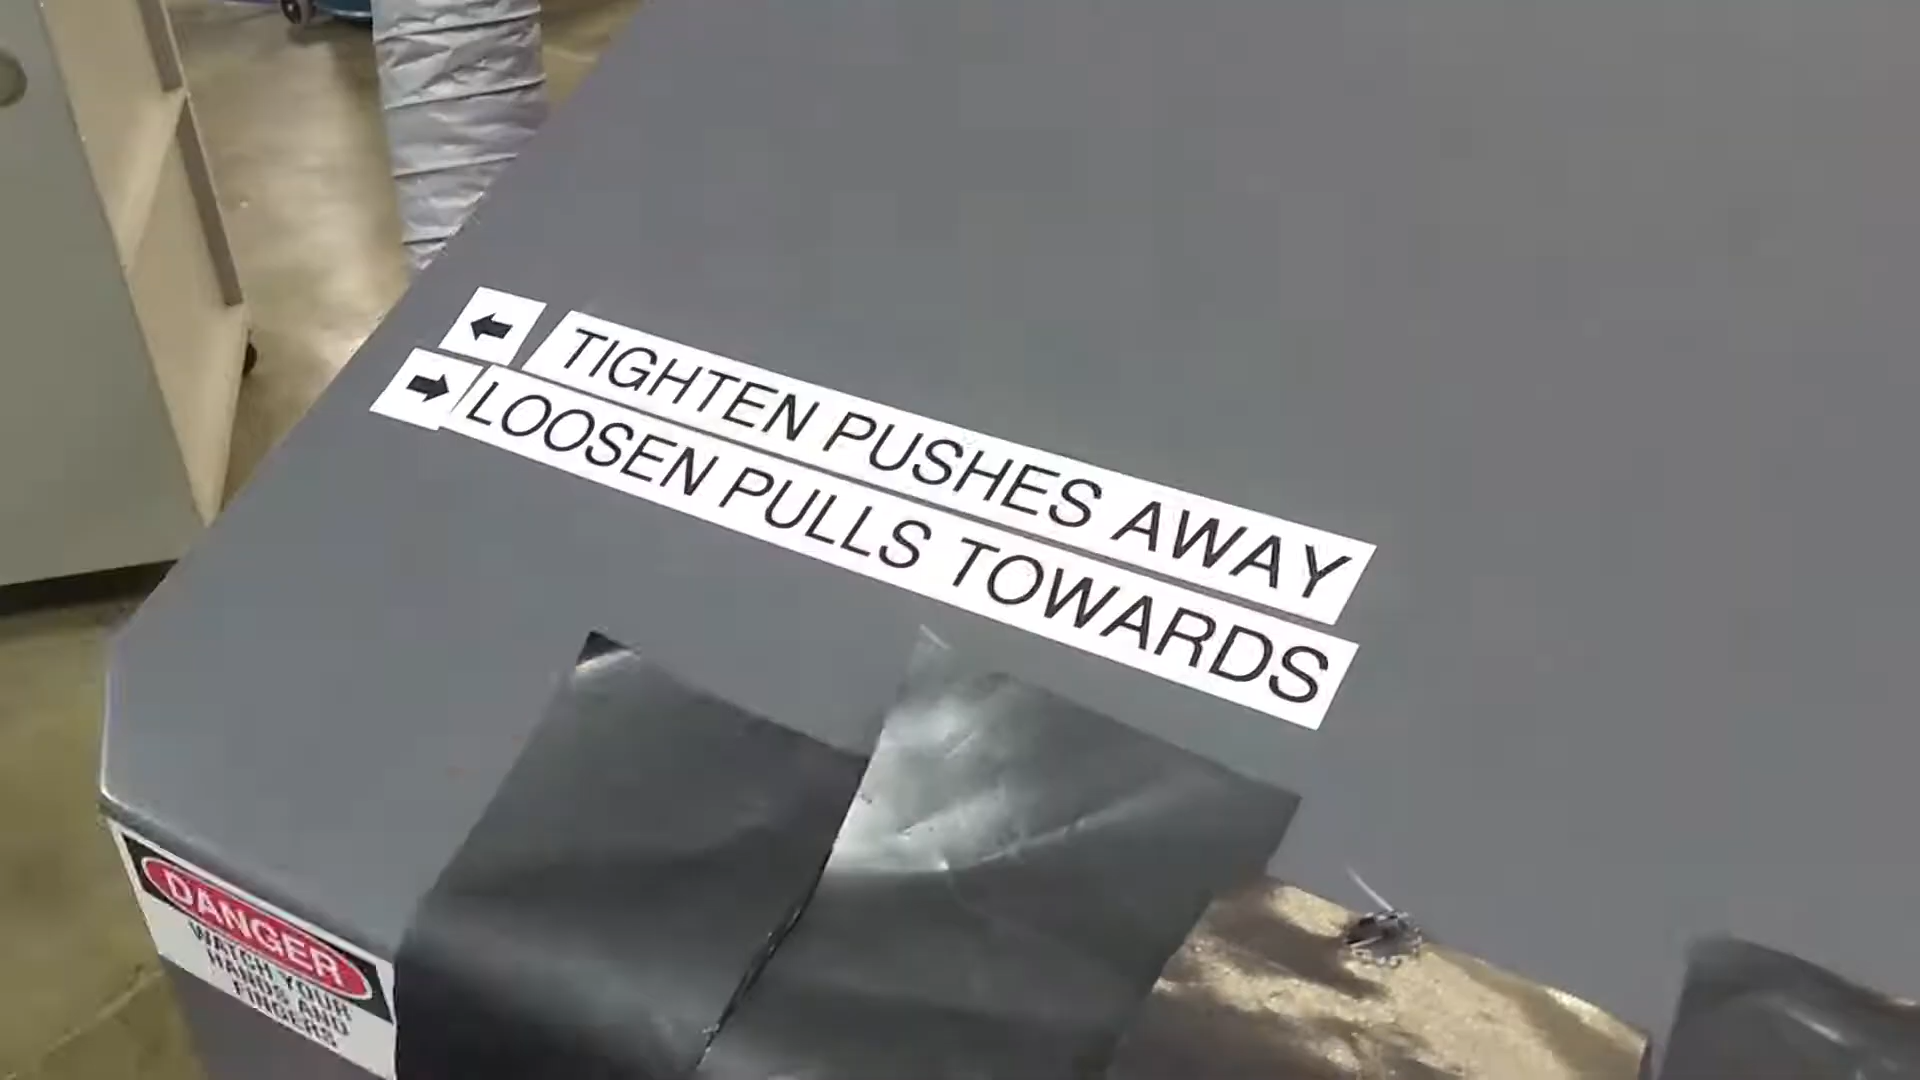 ← TIGHTEN PUSHES AWAY
→ LOOSEN PULLS TOWARDS
DANGER
WATCH YOUR
HANDS AND
FINGERS